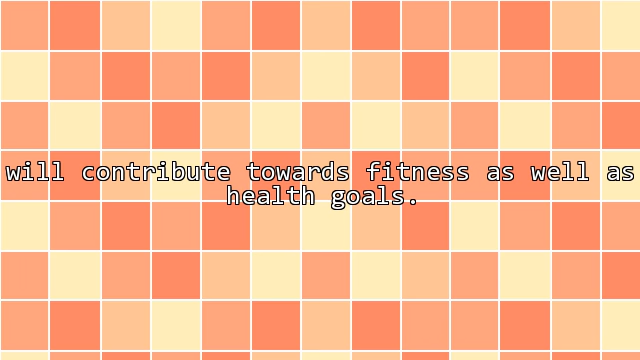 will contribute towards fitness as well as
health goals.